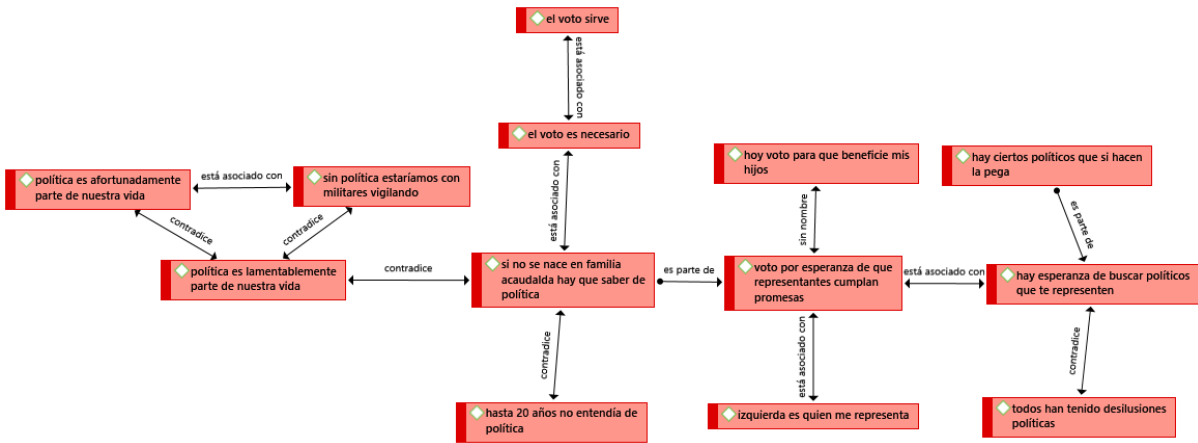 el voto sirve
está asociado con
el voto es necesario
está asociado con
política es afortunadamente
parte de nuestra vida
está asociado con
sin política estaríamos con
militares vigilando
contradice
contradice
política es lamentablemente
parte de nuestra vida
contradice
si no se nace en familia
acaudalda hay que saber de
política
es parte de
contradice
hasta 20 años no entendía de
política
hoy voto para que beneficie mis
hijos
sin nombre
voto por esperanza de que
representantes cumplan
promesas
está asociado con
está asociado con
izquierda es quien me representa
hay ciertos políticos que si hacen
la pega
es parte de
hay esperanza de buscar políticos
que te representen
contradice
todos han tenido desilusiones
políticas